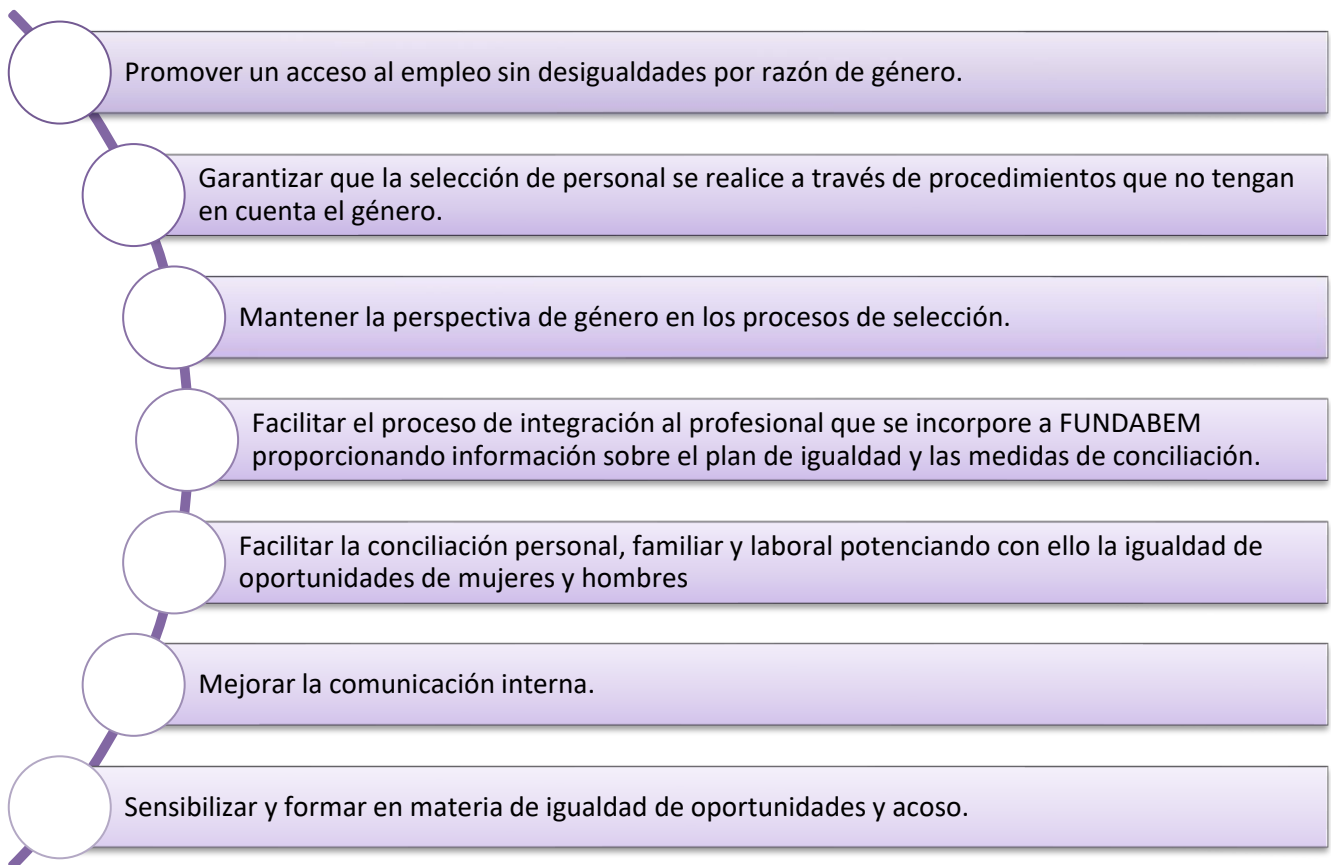 Promover un acceso al empleo sin desigualdades por razón de género.
Garantizar que la selección de personal se realice a través de procedimientos que no tengan
en cuenta el género.
Mantener la perspectiva de género en los procesos de selección.
Facilitar el proceso de integración al profesional que se incorpore a FUNDABEM
proporcionando información sobre el plan de igualdad y las medidas de conciliación.
Facilitar la conciliación personal, familiar y laboral potenciando con ello la igualdad de
oportunidades de mujeres y hombres
Mejorar la comunicación interna.
Sensibilizar y formar en materia de igualdad de oportunidades y acoso.